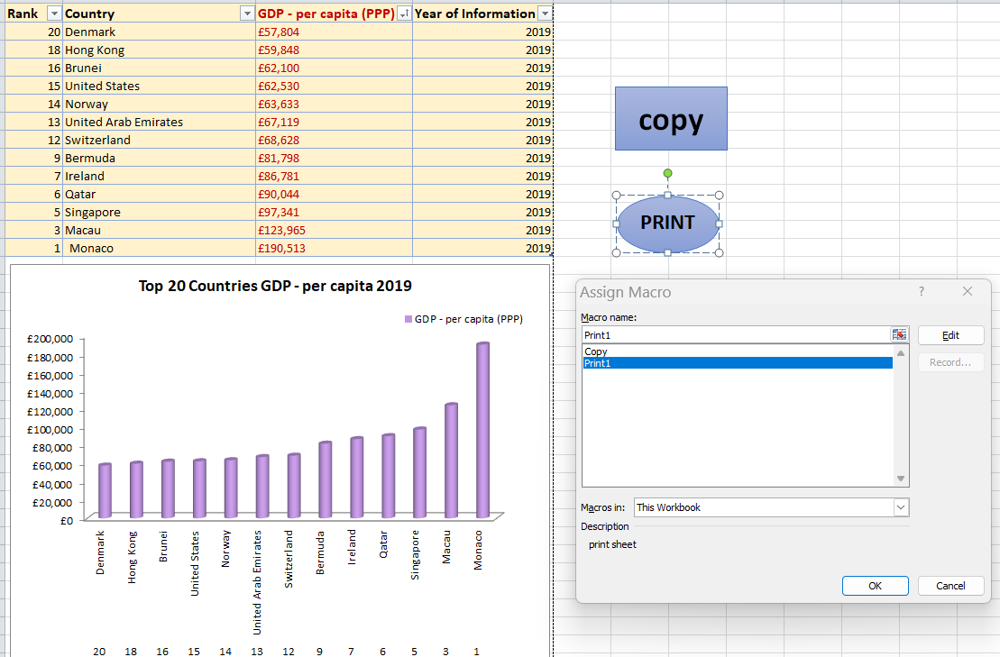 Rank Country GDP - per capita (PPP) Year of Information
20 Denmark £57,804 2019
18 Hong Kong £59,848 2019
16 Brunei £62,100 2019
15 United States £62,530 2019
14 Norway £63,633 2019
13 United Arab Emirates £67,119 2019
12 Switzerland £68,628 2019
9 Bermuda £81,798 2019
7 Ireland £86,781 2019
6 Qatar £90,044 2019
5 Singapore £97,341 2019
3 Macau £123,965 2019
1 Monaco £190,513 2019
copy
PRINT
Top 20 Countries GDP - per capita 2019
GDP - per capita (PPP)
£200,000
£180,000
£160,000
£140,000
£120,000
£100,000
£80,000
£60,000
£40,000
£20,000
£0
Denmark
Hong Kong
Brunei
United States
Norway
United Arab Emirates
Switzerland
Bermuda
Ireland
Qatar
Singapore
Macau
Monaco
20 18 16 15 14 13 12 9 7 6 5 3 1
Assign Macro ?
Macro name:
Print1 Edit
Copy
Print1
Record...
Macros in: This Workbook
Description
print sheet
OK Cancel